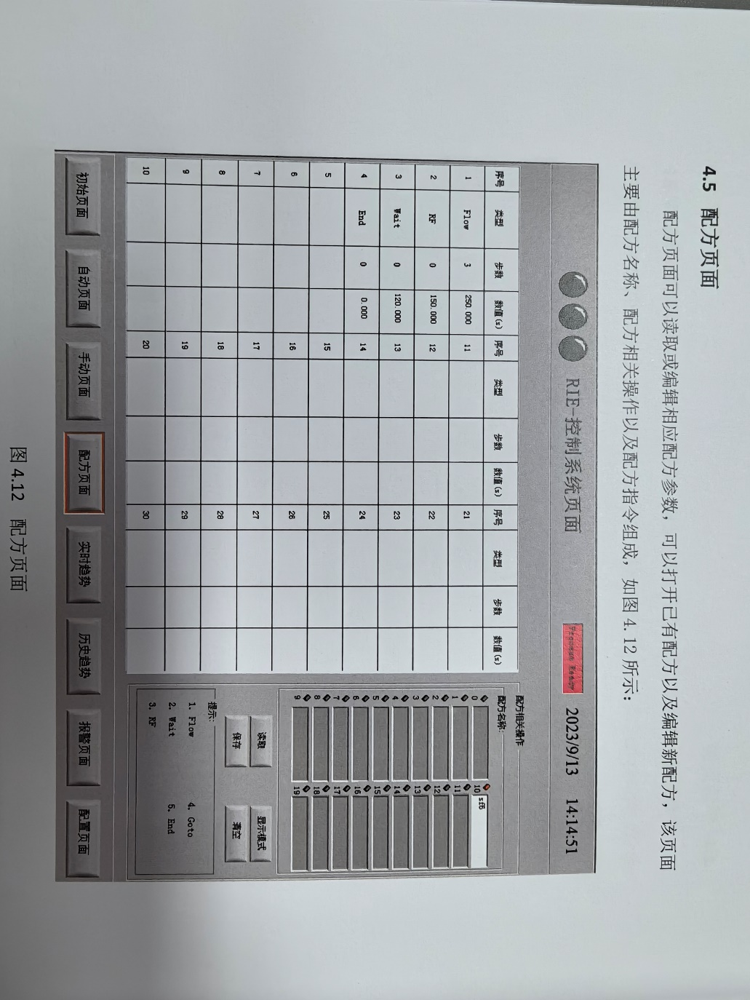 4.5 配方页面
配方页面可以读取或编辑相应配方参数，可以打开已有配方以及编辑新配方，该页面
主要由配方名称、配方相关操作以及配方指令组成，如图 4.12 所示：
RIE-控制系统页面
2023/9/13 14:14:51
序号 类型 步数 数值(s) 序号 类型 步数 数值(s) 序号 类型 步数 数值(s)
1 Flow 3 250.000 11 21
2 RF 0 150.000 12 22
3 Wait 0 120.000 13 23
4 End 0 0.000 14 24
5 15 25
6 16 26
7 17 27
8 18 28
9 19 29
10 20 30
配方相关操作
配方名称:
0 10 sf6
1 11
2 12
3 13
4 14
5 15
6 16
7 17
8 18
9 19
读取 显示模式
保存 清空
提示:
1. Flow 4. Goto
2. Wait 5. End
3. RF
初始页面 自动页面 手动页面 配方页面 实时趋势 历史趋势 报警页面 配置页面
图 4.12 配方页面